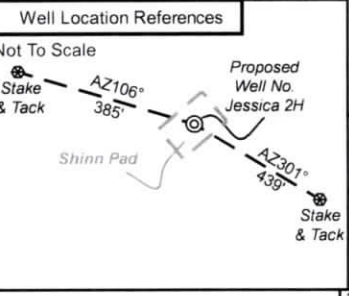 Well Location References
Not To Scale
Stake
& Tack
AZ106°
385'
Proposed
Well No.
Jessica 2H
Shinn Pad
AZ301°
439'
Stake
& Tack